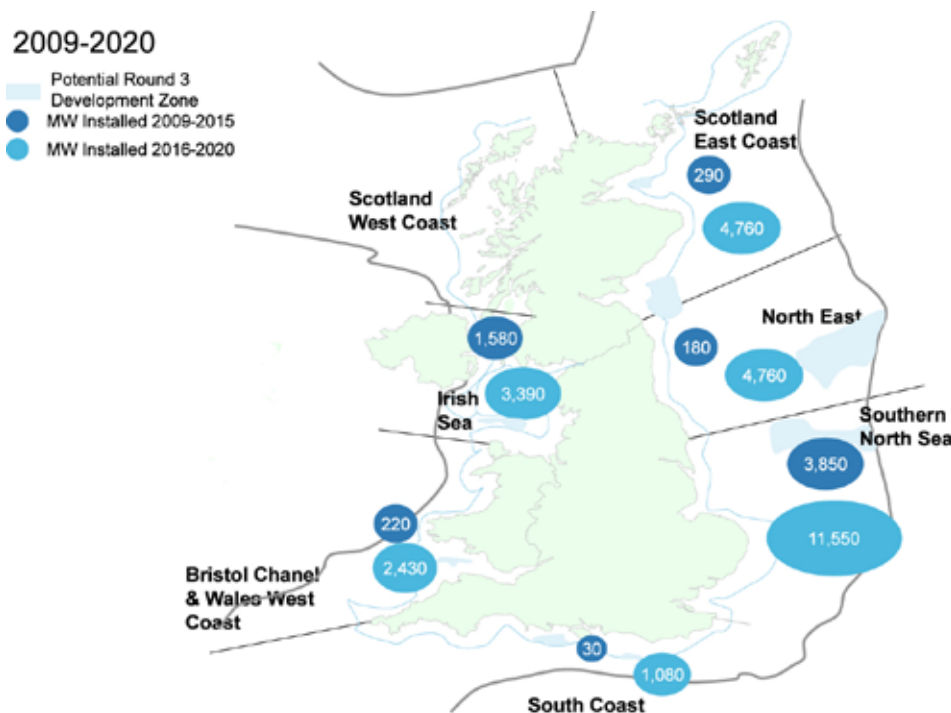 2009-2020
Potential Round 3
Development Zone
MW Installed 2009-2015
MW Installed 2016-2020
Scotland
East Coast
290
4,760
Scotland
West Coast
1,580
3,390
Irish
Sea
North East
180
4,760
Southern
North Sea
3,850
11,550
220
2,430
Bristol Chanel
& Wales West
Coast
30
1,080
South Coast